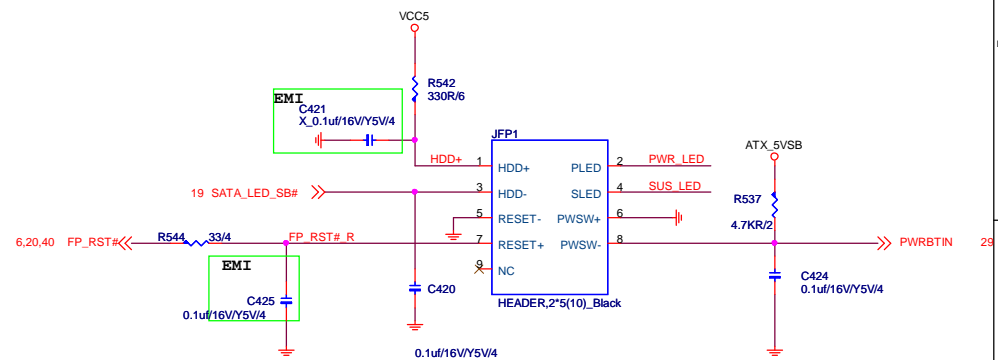 VCC5
R542
330R/6
EMI
C421
X_0.1uf/16V/Y5V/4
JFP1
ATX_5VSB
HDD+ 1 HDD+ PLED 2 PWR_LED
19 SATA_LED_SB# 3 HDD- SLED 4 SUS_LED
R537
4.7KR/2
5 RESET- PWSW+ 6
6,20,40 FP_RST# R544 33/4 FP_RST#_R 7 RESET+ PWSW- 8 PWRBTIN 29
EMI
9 NC
C425
0.1uf/16V/Y5V/4
C420
HEADER,2*5(10)_Black
C424
0.1uf/16V/Y5V/4
0.1uf/16V/Y5V/4